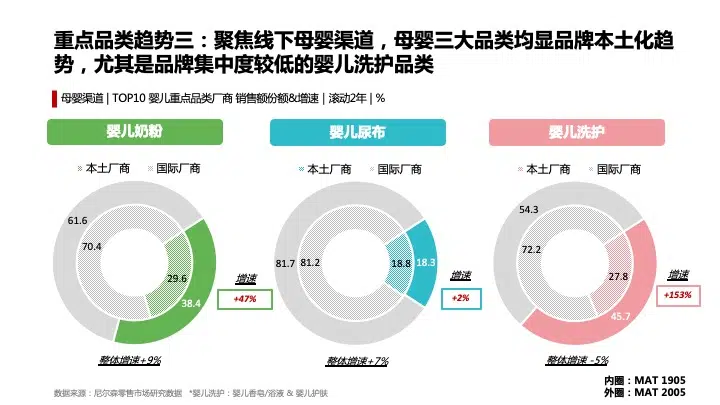 重点品类趋势三：聚焦线下母婴渠道，母婴三大品类均显品牌本土化趋
势，尤其是品牌集中度较低的婴儿洗护品类
母婴渠道 | TOP10 婴儿重点品类厂商 销售额份额&增速 | 滚动2年 | %
婴儿奶粉
本土厂商 国际厂商
61.6
70.4
29.6
38.4
增速
+47%
整体增速+9%
婴儿尿布
本土厂商 国际厂商
81.7
81.2
18.8
18.3
增速
+2%
整体增速+7%
婴儿洗护
本土厂商 国际厂商
54.3
72.2
27.8
45.7
增速
+153%
整体增速 -5%
数据来源：尼尔森零售市场研究数据 *婴儿洗护：婴儿香皂/浴液 & 婴儿护肤
内圈：MAT 1905
外圈：MAT 2005